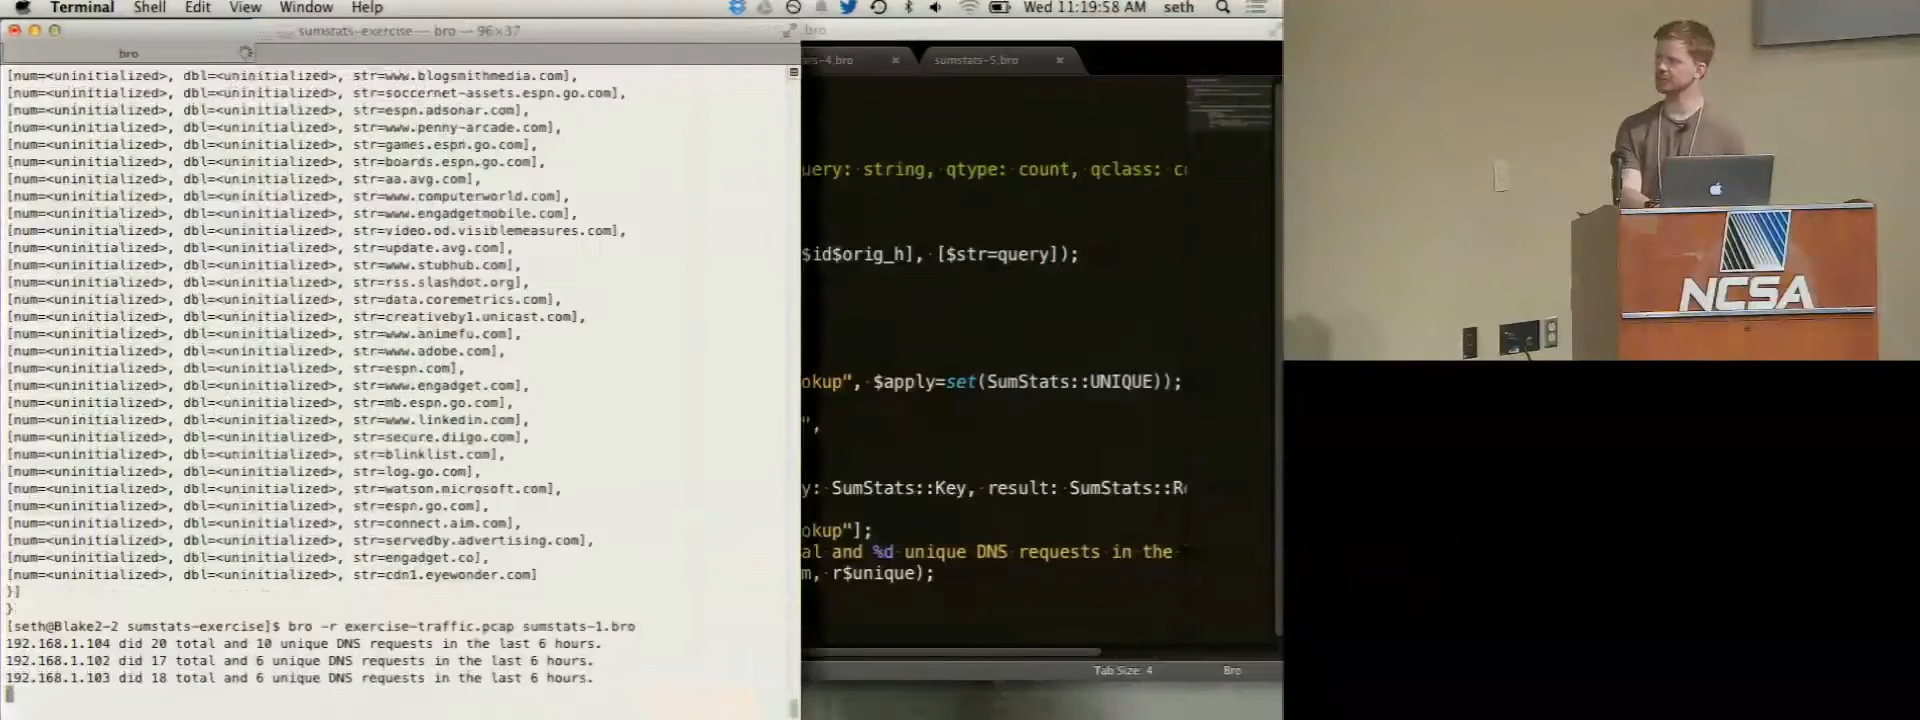 Terminal Shell Edit View Window Help Wed 11:19:58 AM seth
sumstats-exercise — bro — 96×37
bro
bro
[num=<uninitialized>, dbl=<uninitialized>, str=www.blogsmithmedia.com],
[num=<uninitialized>, dbl=<uninitialized>, str=soccernet-assets.espn.go.com],
[num=<uninitialized>, dbl=<uninitialized>, str=espn.adsonar.com],
[num=<uninitialized>, dbl=<uninitialized>, str=www.penny-arcade.com],
[num=<uninitialized>, dbl=<uninitialized>, str=games.espn.go.com],
[num=<uninitialized>, dbl=<uninitialized>, str=boards.espn.go.com],
[num=<uninitialized>, dbl=<uninitialized>, str=aa.avg.com],
[num=<uninitialized>, dbl=<uninitialized>, str=www.computerworld.com],
[num=<uninitialized>, dbl=<uninitialized>, str=www.engadgetmobile.com],
[num=<uninitialized>, dbl=<uninitialized>, str=video.od.visiblemeasures.com],
[num=<uninitialized>, dbl=<uninitialized>, str=update.avg.com],
[num=<uninitialized>, dbl=<uninitialized>, str=www.stubhub.com],
[num=<uninitialized>, dbl=<uninitialized>, str=rss.slashdot.org],
[num=<uninitialized>, dbl=<uninitialized>, str=data.coremetrics.com],
[num=<uninitialized>, dbl=<uninitialized>, str=creativeby1.unicast.com],
[num=<uninitialized>, dbl=<uninitialized>, str=www.animefu.com],
[num=<uninitialized>, dbl=<uninitialized>, str=www.adobe.com],
[num=<uninitialized>, dbl=<uninitialized>, str=espn.com],
[num=<uninitialized>, dbl=<uninitialized>, str=www.engadget.com],
[num=<uninitialized>, dbl=<uninitialized>, str=mb.espn.go.com],
[num=<uninitialized>, dbl=<uninitialized>, str=www.linkedin.com],
[num=<uninitialized>, dbl=<uninitialized>, str=secure.diigo.com],
[num=<uninitialized>, dbl=<uninitialized>, str=blinklist.com],
[num=<uninitialized>, dbl=<uninitialized>, str=log.go.com],
[num=<uninitialized>, dbl=<uninitialized>, str=watson.microsoft.com],
[num=<uninitialized>, dbl=<uninitialized>, str=espn.go.com],
[num=<uninitialized>, dbl=<uninitialized>, str=connect.aim.com],
[num=<uninitialized>, dbl=<uninitialized>, str=servedby.advertising.com],
[num=<uninitialized>, dbl=<uninitialized>, str=engadget.co],
[num=<uninitialized>, dbl=<uninitialized>, str=cdn1.eyewonder.com]
}]
}
[seth@Blake2-2 sumstats-exercise]$ bro -r exercise-traffic.pcap sumstats-1.bro
192.168.1.104 did 20 total and 10 unique DNS requests in the last 6 hours.
192.168.1.102 did 17 total and 6 unique DNS requests in the last 6 hours.
192.168.1.103 did 18 total and 6 unique DNS requests in the last 6 hours.
-4.bro sumstats-5.bro
uery: string, qtype: count, qclass: c
$id$orig_h], [$str=query]);
okup", $apply=set(SumStats::UNIQUE));
",
y: SumStats::Key, result: SumStats::R
okup"];
al and %d unique DNS requests in the
m, r$unique);
Tab Size: 4 Bro
NCSA